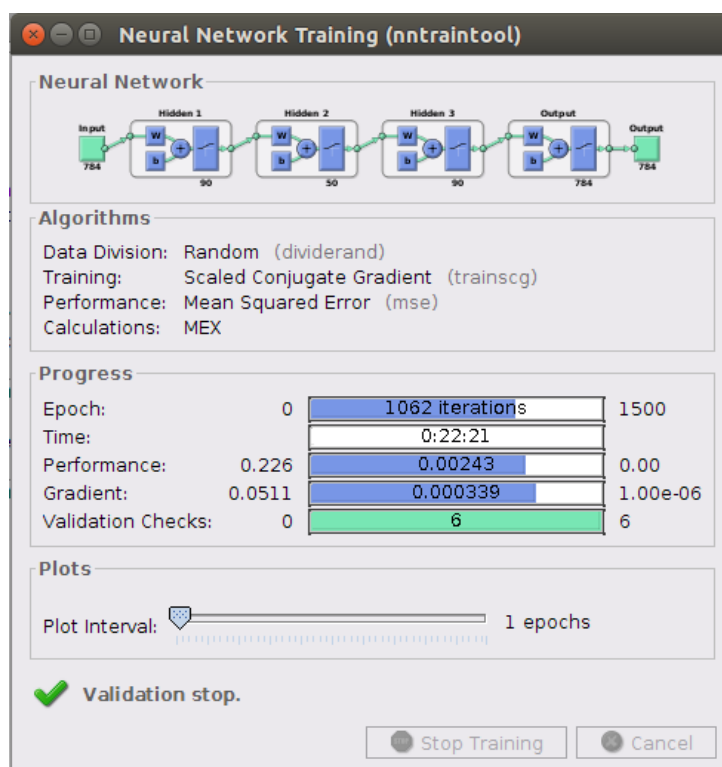 Neural Network Training (nntraintool)
Neural Network
Hidden 1 Hidden 2 Hidden 3 Output
Input Output
W W W W
b b b b
+ + + +
784 784
90 50 90 784
Algorithms
Data Division: Random (dividerand)
Training: Scaled Conjugate Gradient (trainscg)
Performance: Mean Squared Error (mse)
Calculations: MEX
Progress
Epoch: 0 1062 iterations 1500
Time: 0:22:21
Performance: 0.226 0.00243 0.00
Gradient: 0.0511 0.000339 1.00e-06
Validation Checks: 0 6 6
Plots
Plot Interval: 1 epochs
Validation stop.
Stop Training Cancel